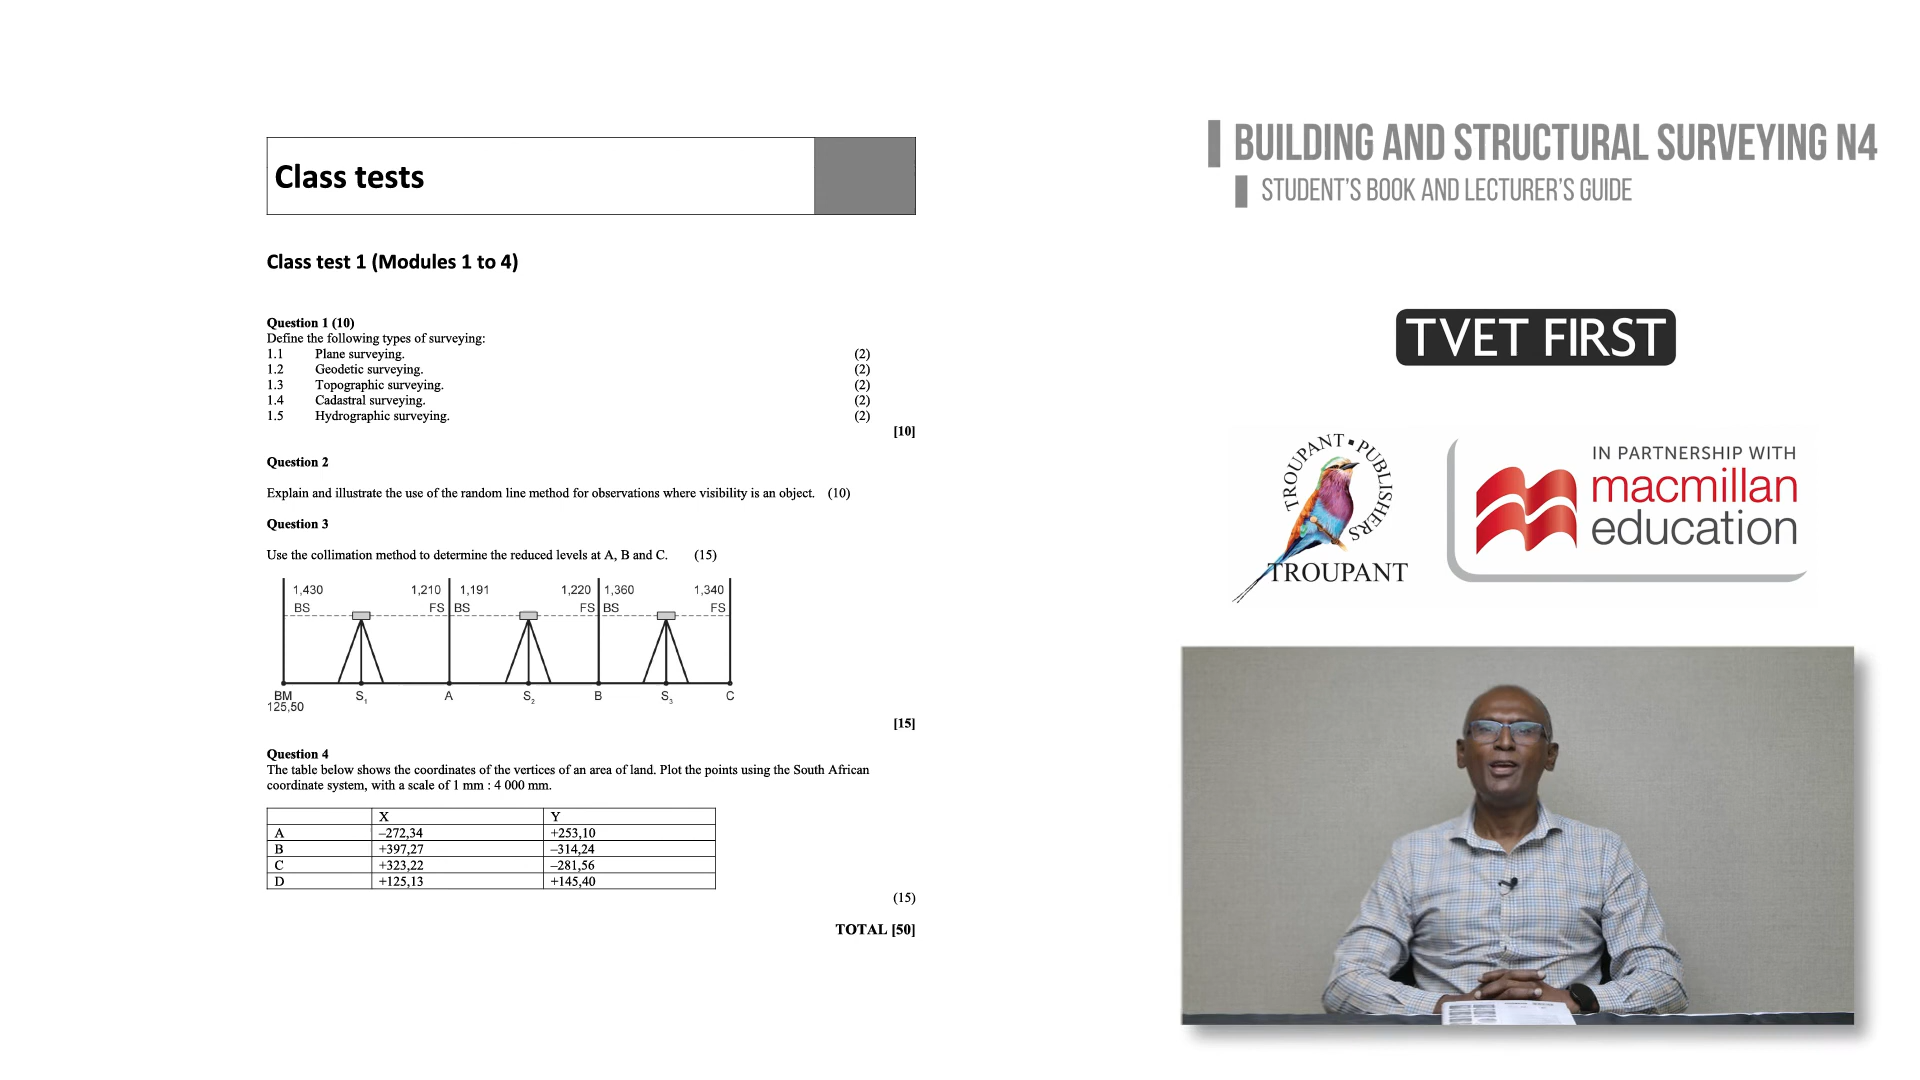 Class tests
Class test 1 (Modules 1 to 4)
Question 1 (10)
Define the following types of surveying:
1.1 Plane surveying. (2)
1.2 Geodetic surveying. (2)
1.3 Topographic surveying. (2)
1.4 Cadastral surveying. (2)
1.5 Hydrographic surveying. (2)
[10]
Question 2
Explain and illustrate the use of the random line method for observations where visibility is an object. (10)
Question 3
Use the collimation method to determine the reduced levels at A, B and C. (15)
1,430 1,210 1,191 1,220 1,360 1,340
BS FS BS FS BS FS
BM S1 A S2 B S3 C
125,50
[15]
Question 4
The table below shows the coordinates of the vertices of an area of land. Plot the points using the South African
coordinate system, with a scale of 1 mm : 4 000 mm.
X Y
A –272,34 +253,10
B +397,27 –314,24
C +323,22 –281,56
D +125,13 +145,40
(15)
TOTAL [50]
BUILDING AND STRUCTURAL SURVEYING N4
STUDENT'S BOOK AND LECTURER'S GUIDE
TVET FIRST
TROUPANT • PUBLISHERS
TROUPANT
IN PARTNERSHIP WITH
macmillan
education